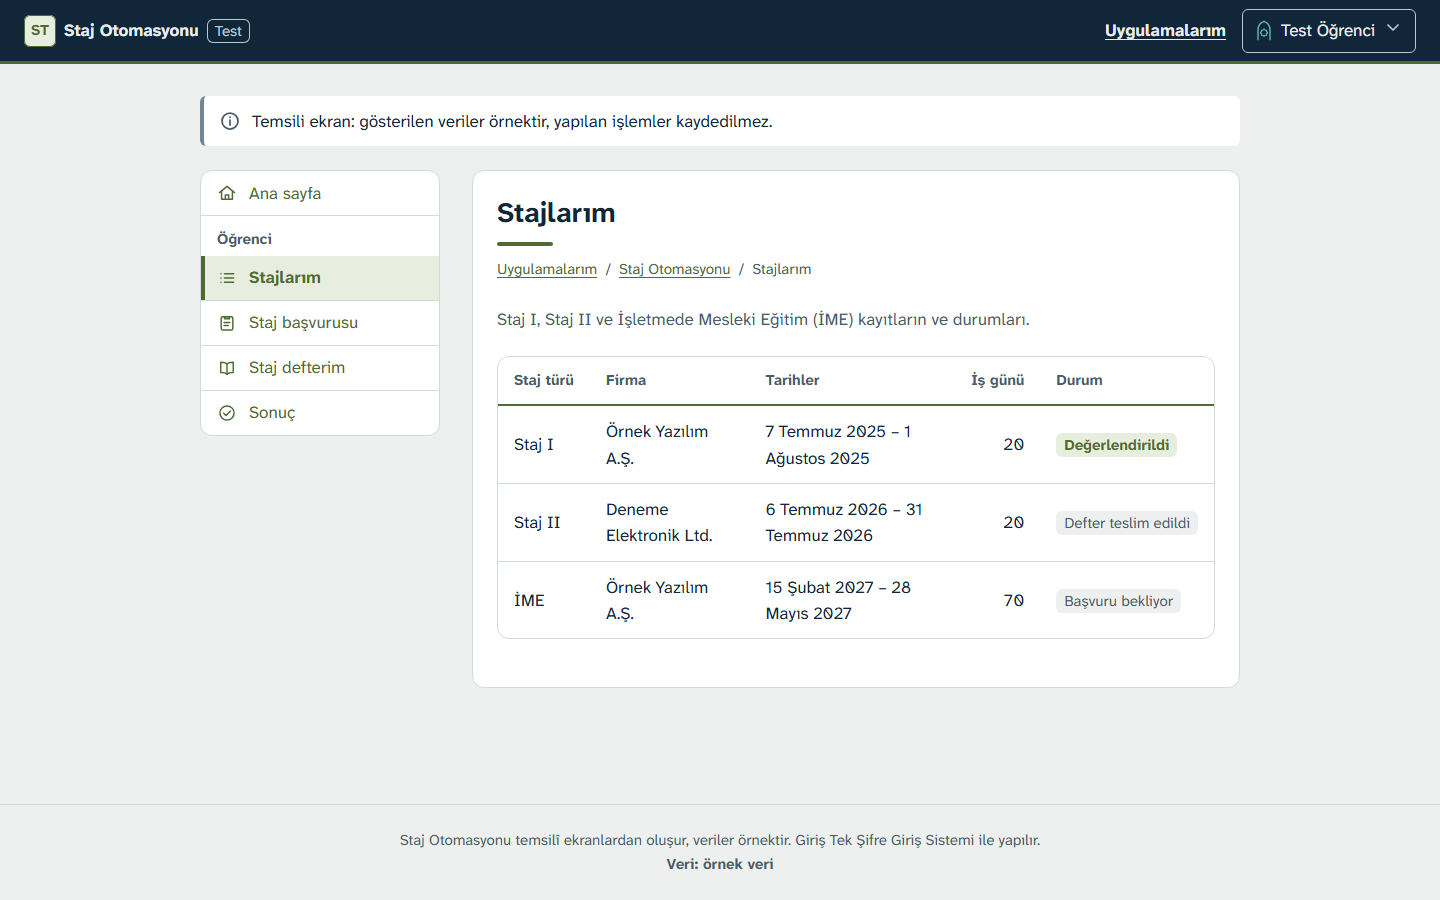 ST Staj Otomasyonu Test
Uygulamalarım Test Öğrenci
Temsili ekran: gösterilen veriler örnektir, yapılan işlemler kaydedilmez.
Ana sayfa
Öğrenci
Stajlarım
Staj başvurusu
Staj defterim
Sonuç
Stajlarım
Uygulamalarım / Staj Otomasyonu / Stajlarım
Staj I, Staj II ve İşletmede Mesleki Eğitim (İME) kayıtların ve durumları.
Staj türü Firma Tarihler İş günü Durum
Staj I Örnek Yazılım A.Ş. 7 Temmuz 2025 – 1 Ağustos 2025 20 Değerlendirildi
Staj II Deneme Elektronik Ltd. 6 Temmuz 2026 – 31 Temmuz 2026 20 Defter teslim edildi
İME Örnek Yazılım A.Ş. 15 Şubat 2027 – 28 Mayıs 2027 70 Başvuru bekliyor
Staj Otomasyonu temsilî ekranlardan oluşur, veriler örnektir. Giriş Tek Şifre Giriş Sistemi ile yapılır.
Veri: örnek veri